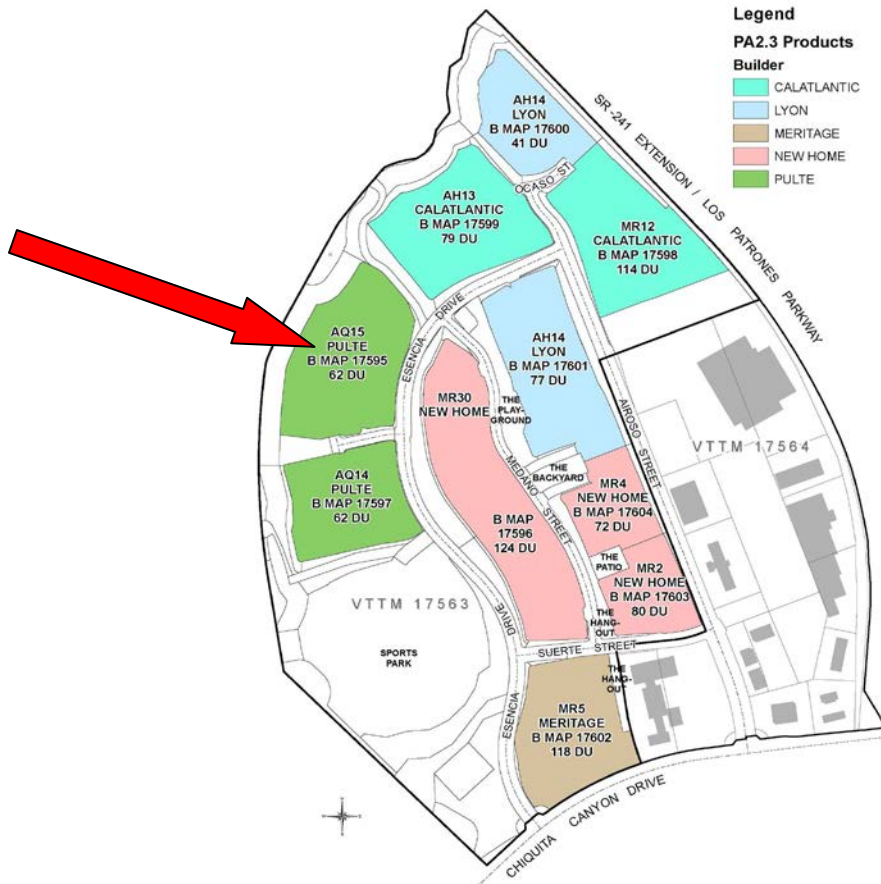 Legend
PA2.3 Products
Builder
CALATLANTIC
LYON
MERITAGE
NEW HOME
PULTE
SR-241 EXTENSION / LOS PATRONES PARKWAY
AH14
LYON
B MAP 17600
41 DU
OCASO ST
AH13
CALATLANTIC
B MAP 17599
79 DU
MR12
CALATLANTIC
B MAP 17598
114 DU
ESENCIA DRIVE
AQ15
PULTE
B MAP 17595
62 DU
AH14
LYON
B MAP 17601
77 DU
MR30
NEW HOME
THE
PLAY-
GROUND
AIROSO STREET
VTTM 17564
MEDANO STREET
THE
BACKYARD
AQ14
PULTE
B MAP 17597
62 DU
MR4
NEW HOME
B MAP 17604
72 DU
B MAP
17596
124 DU
THE
PATIO
MR2
NEW HOME
B MAP 17603
80 DU
VTTM 17563
THE
HANG-
OUT
SUERTE STREET
SPORTS
PARK
THE
HANG-
OUT
ESENCIA DRIVE
MR5
MERITAGE
B MAP 17602
118 DU
CHIQUITA CANYON DRIVE